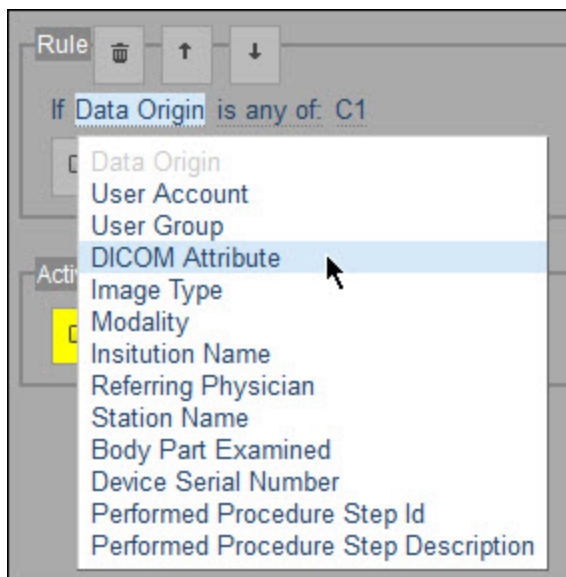 Rule
If Data Origin is any of: C1
Data Origin
User Account
User Group
DICOM Attribute
Image Type
Modality
Insitution Name
Referring Physician
Station Name
Body Part Examined
Device Serial Number
Performed Procedure Step Id
Performed Procedure Step Description